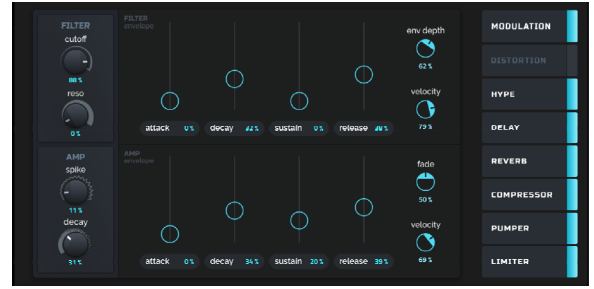 FILTER
cutoff
88%
reso
0%
FILTER
envelope
attack 0%
decay
sustain 0%
release
env depth
62%
velocity
79%
AMP
spike
11%
decay
31%
AMP
envelope
attack 0%
decay 34%
sustain 20%
release 39%
fade
50%
velocity
69%
MODULATION
DISTORTION
HYPE
DELAY
REVERB
COMPRESSOR
PUMPER
LIMITER